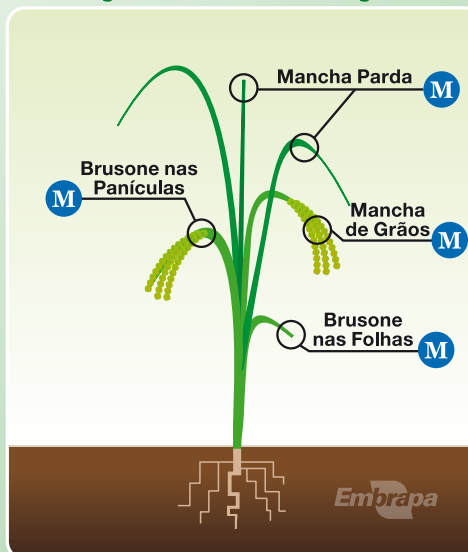 Mancha Parda
M
Brusone nas
Panículas
M
Mancha
de Grãos
M
Brusone
nas Folhas
M
Embrapa